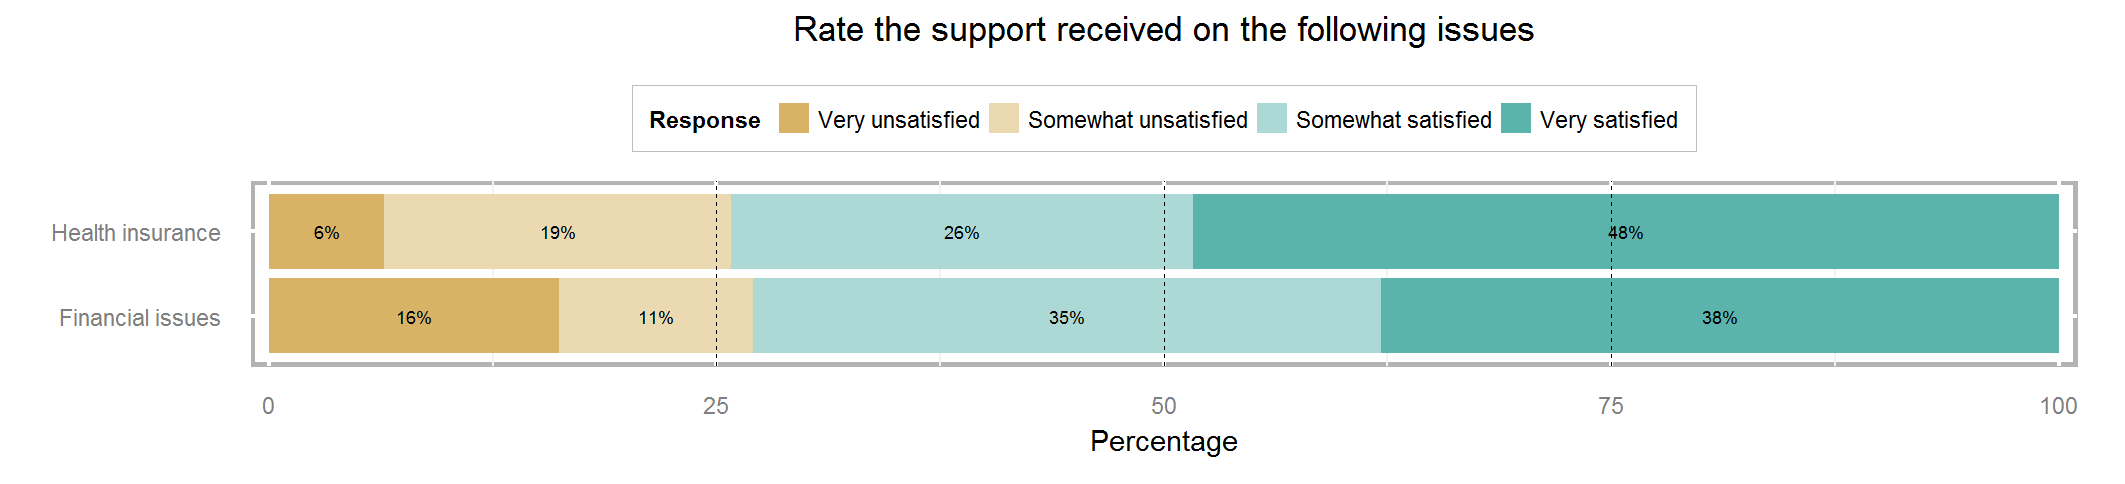 Rate the support received on the following issues
Response Very unsatisfied Somewhat unsatisfied Somewhat satisfied Very satisfied
Health insurance 6% 19% 26% 48%
Financial issues 16% 11% 35% 38%
0 25 50 75 100
Percentage